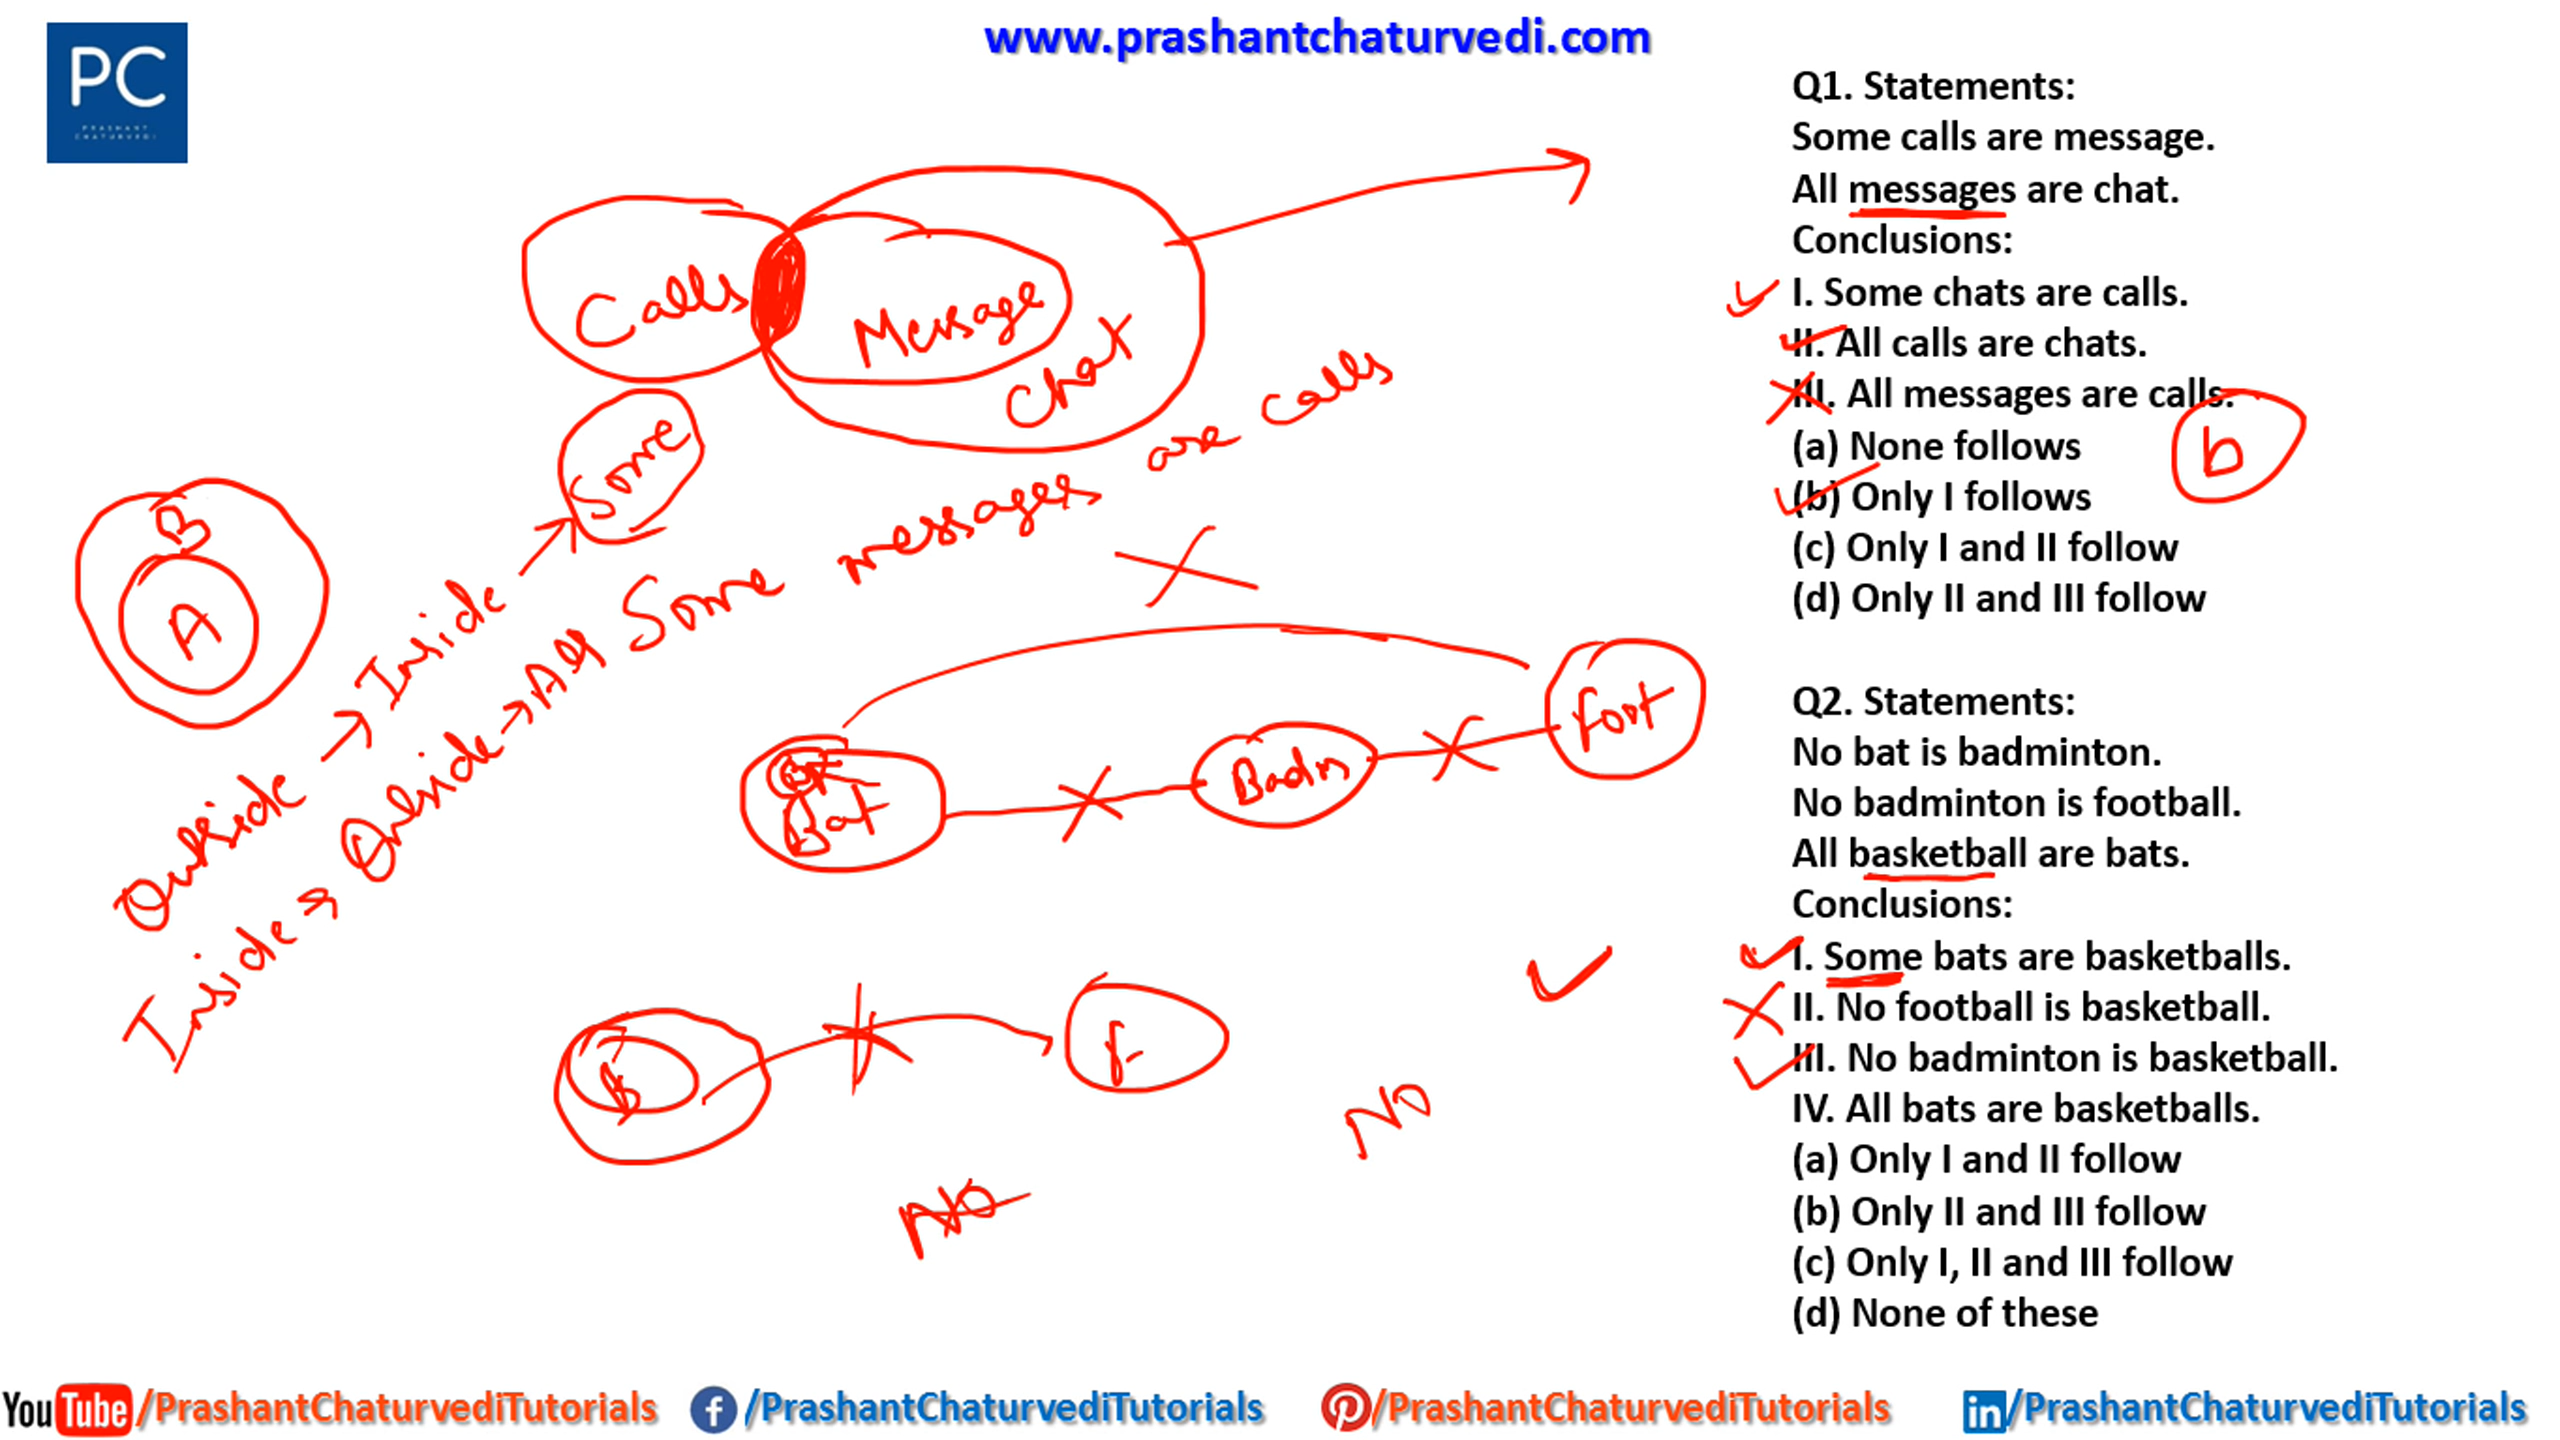 www.prashantchaturvedi.com
PC
PRASHANT
CHATURVEDI
Q1. Statements:
Some calls are message.
All messages are chat.
Conclusions:
I. Some chats are calls.
II. All calls are chats.
III. All messages are calls.
(a) None follows
(b) Only I follows
(c) Only I and II follow
(d) Only II and III follow
b
Calls
Message
Chat
Some
B
A
Outside → Inside →
Inside → Outside → All
Some messages are calls
Q2. Statements:
No bat is badminton.
No badminton is football.
All basketball are bats.
Conclusions:
I. Some bats are basketballs.
II. No football is basketball.
III. No badminton is basketball.
IV. All bats are basketballs.
(a) Only I and II follow
(b) Only II and III follow
(c) Only I, II and III follow
(d) None of these
Bat
Badm
Foot
B
f
No
No
YouTube/PrashantChaturvediTutorials
f/PrashantChaturvediTutorials
/PrashantChaturvediTutorials
in/PrashantChaturvediTutorials